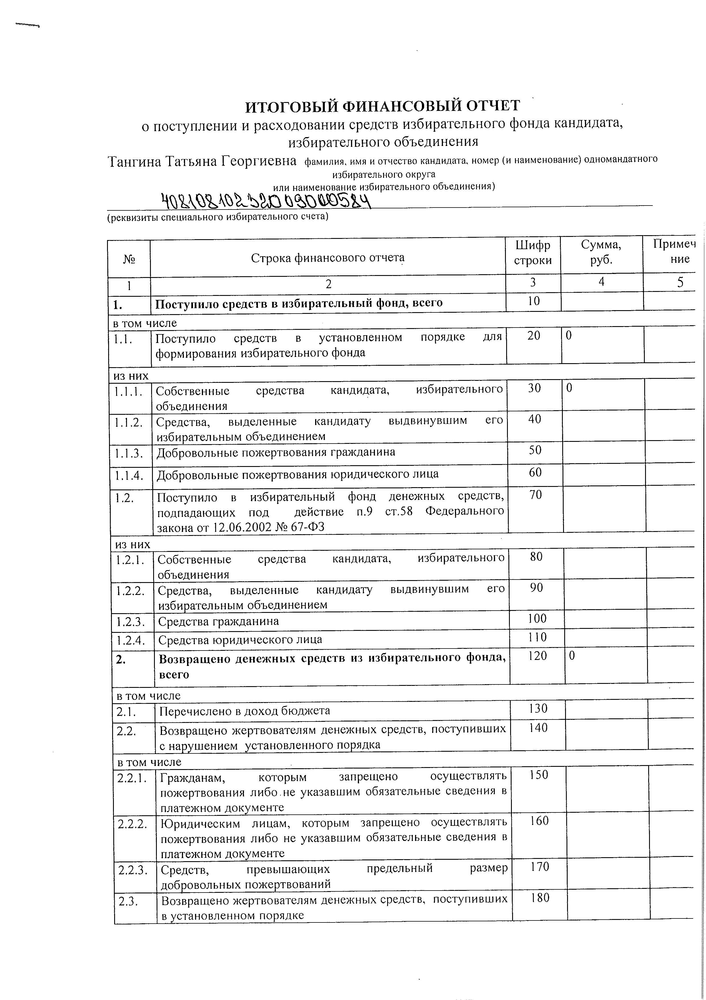 ИТОГОВЫЙ ФИНАНСОВЫЙ ОТЧЕТ
о поступлении и расходовании средств избирательного фонда кандидата,
избирательного объединения
Тангина Татьяна Георгиевна фамилия, имя и отчество кандидата, номер (и наименование) одномандатного
избирательного округа
или наименование избирательного объединения)
40810810232009000584
(реквизиты специального избирательного счета)
№ Строка финансового отчета Шифр строки Сумма, руб. Примеч ние
1 2 3 4 5
1. Поступило средств в избирательный фонд, всего 10
в том числе
1.1. Поступило средств в установленном порядке для 20 0
формирования избирательного фонда
из них
1.1.1. Собственные средства кандидата, избирательного 30 0
объединения
1.1.2. Средства, выделенные кандидату выдвинувшим его 40
избирательным объединением
1.1.3. Добровольные пожертвования гражданина 50
1.1.4. Добровольные пожертвования юридического лица 60
1.2. Поступило в избирательный фонд денежных средств, 70
подпадающих под действие п.9 ст.58 Федерального
закона от 12.06.2002 № 67-ФЗ
из них
1.2.1. Собственные средства кандидата, избирательного 80
объединения
1.2.2. Средства, выделенные кандидату выдвинувшим его 90
избирательным объединением
1.2.3. Средства гражданина 100
1.2.4. Средства юридического лица 110
2. Возвращено денежных средств из избирательного фонда, 120 0
всего
в том числе
2.1. Перечислено в доход бюджета 130
2.2. Возвращено жертвователям денежных средств, поступивших 140
с нарушением установленного порядка
в том числе
2.2.1. Гражданам, которым запрещено осуществлять 150
пожертвования либо не указавшим обязательные сведения в
платежном документе
2.2.2. Юридическим лицам, которым запрещено осуществлять 160
пожертвования либо не указавшим обязательные сведения в
платежном документе
2.2.3. Средств, превышающих предельный размер 170
добровольных пожертвований
2.3. Возвращено жертвователям денежных средств, поступивших 180
в установленном порядке